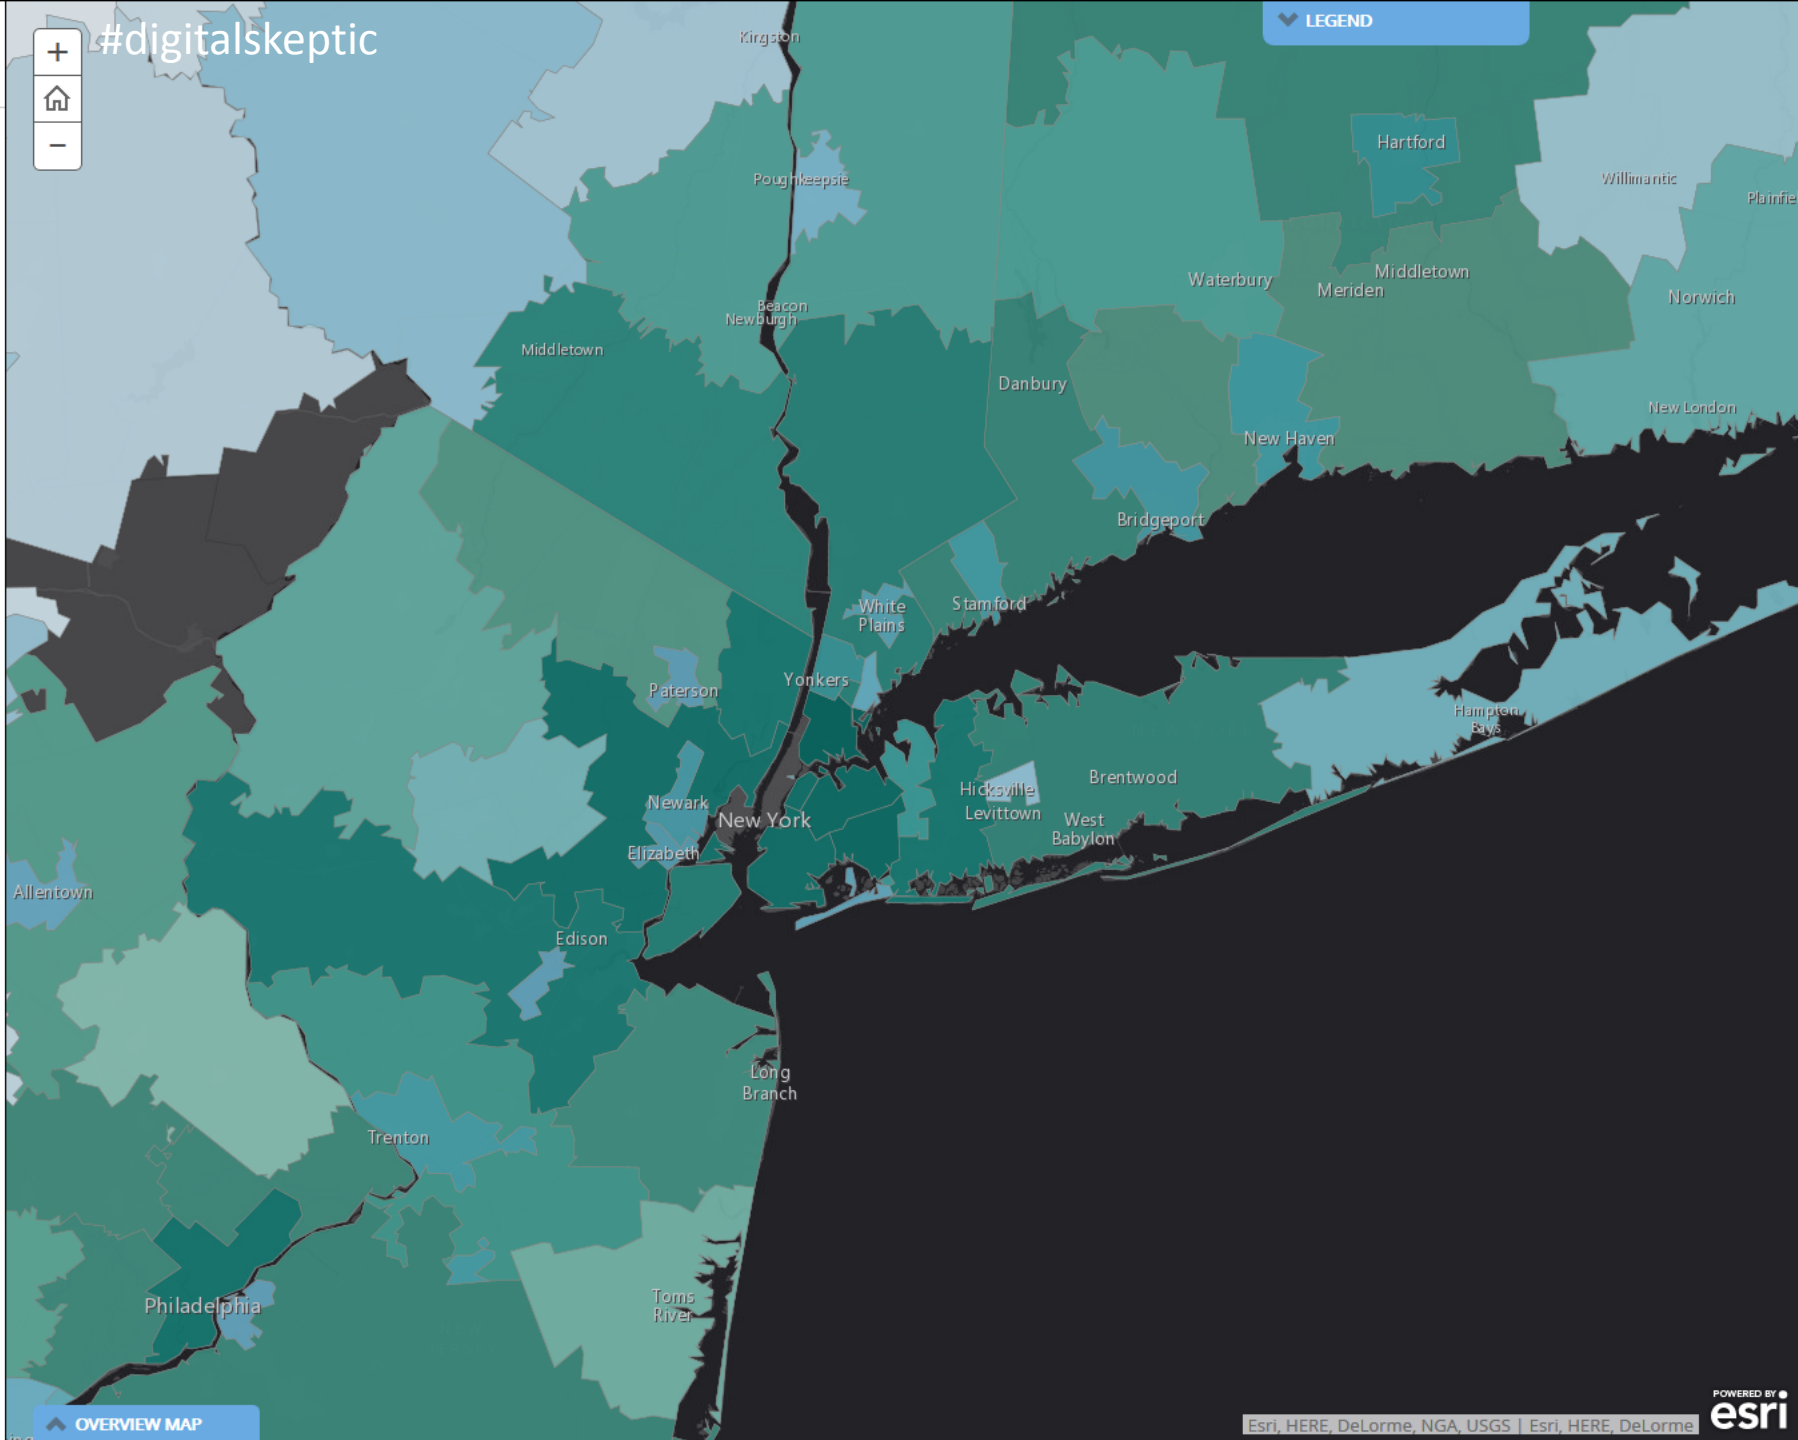 #digitalskeptic
LEGEND
+
−
Kingston
Hartford
Poughkeepsie
Willimantic
Plainfie
Waterbury
Middletown
Meriden
Norwich
Beacon
Newburgh
Middletown
Danbury
New London
New Haven
Bridgeport
White
Plains
Stamford
Yonkers
Paterson
Hampton
Bays
Brentwood
Hicksville
Levittown
West
Babylon
Newark
New York
Elizabeth
Allentown
Edison
Long
Branch
Trenton
Toms
River
Philadelphia
OVERVIEW MAP
POWERED BY
esri
Esri, HERE, DeLorme, NGA, USGS | Esri, HERE, DeLorme